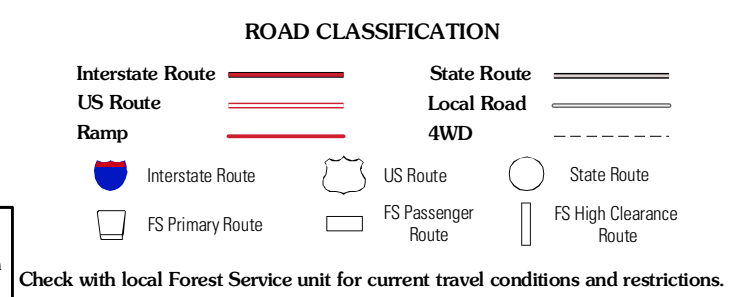 ROAD CLASSIFICATION
Interstate Route
State Route
US Route
Local Road
Ramp
4WD
Interstate Route
US Route
State Route
FS Primary Route
FS Passenger
Route
FS High Clearance
Route
Check with local Forest Service unit for current travel conditions and restrictions.